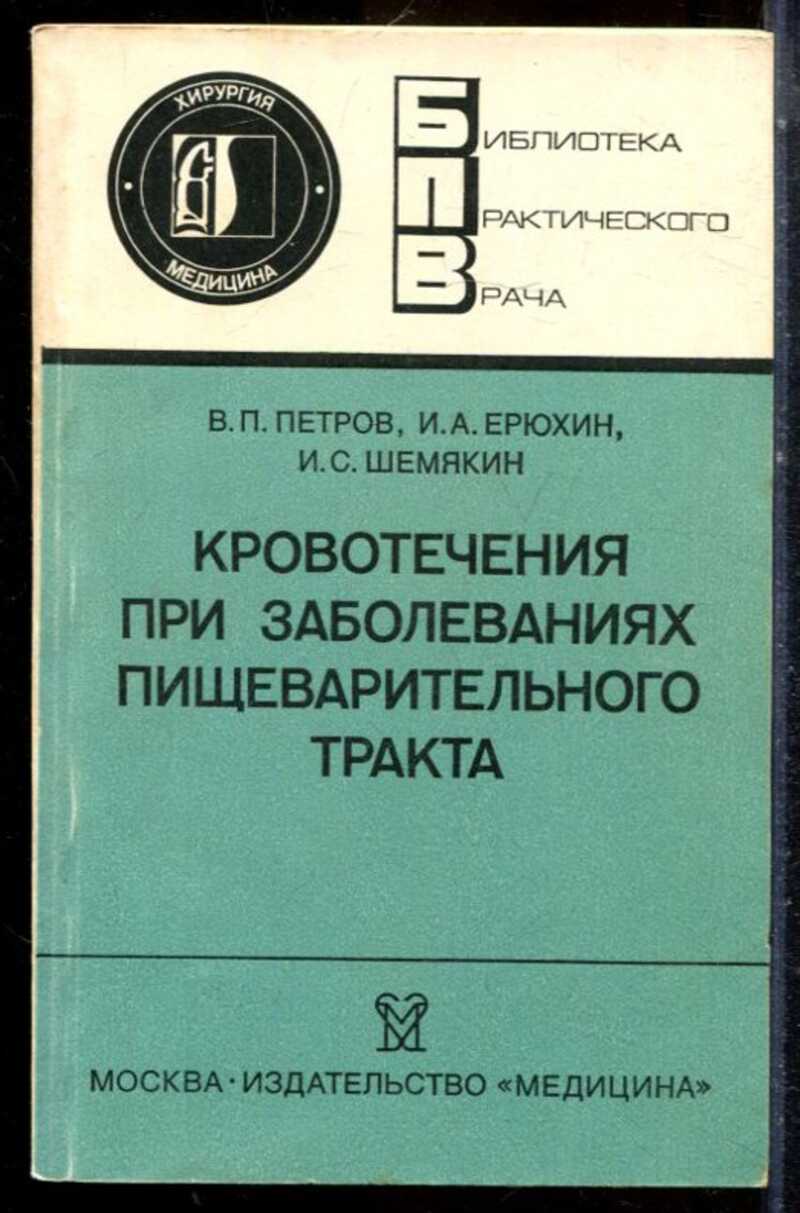 ХИРУРГИЯ
МЕДИЦИНА
БИБЛИОТЕКА
ПРАКТИЧЕСКОГО
ВРАЧА
В.П. ПЕТРОВ, И.А. ЕРЮХИН,
И.С. ШЕМЯКИН
КРОВОТЕЧЕНИЯ
ПРИ ЗАБОЛЕВАНИЯХ
ПИЩЕВАРИТЕЛЬНОГО
ТРАКТА
МОСКВА · ИЗДАТЕЛЬСТВО «МЕДИЦИНА»